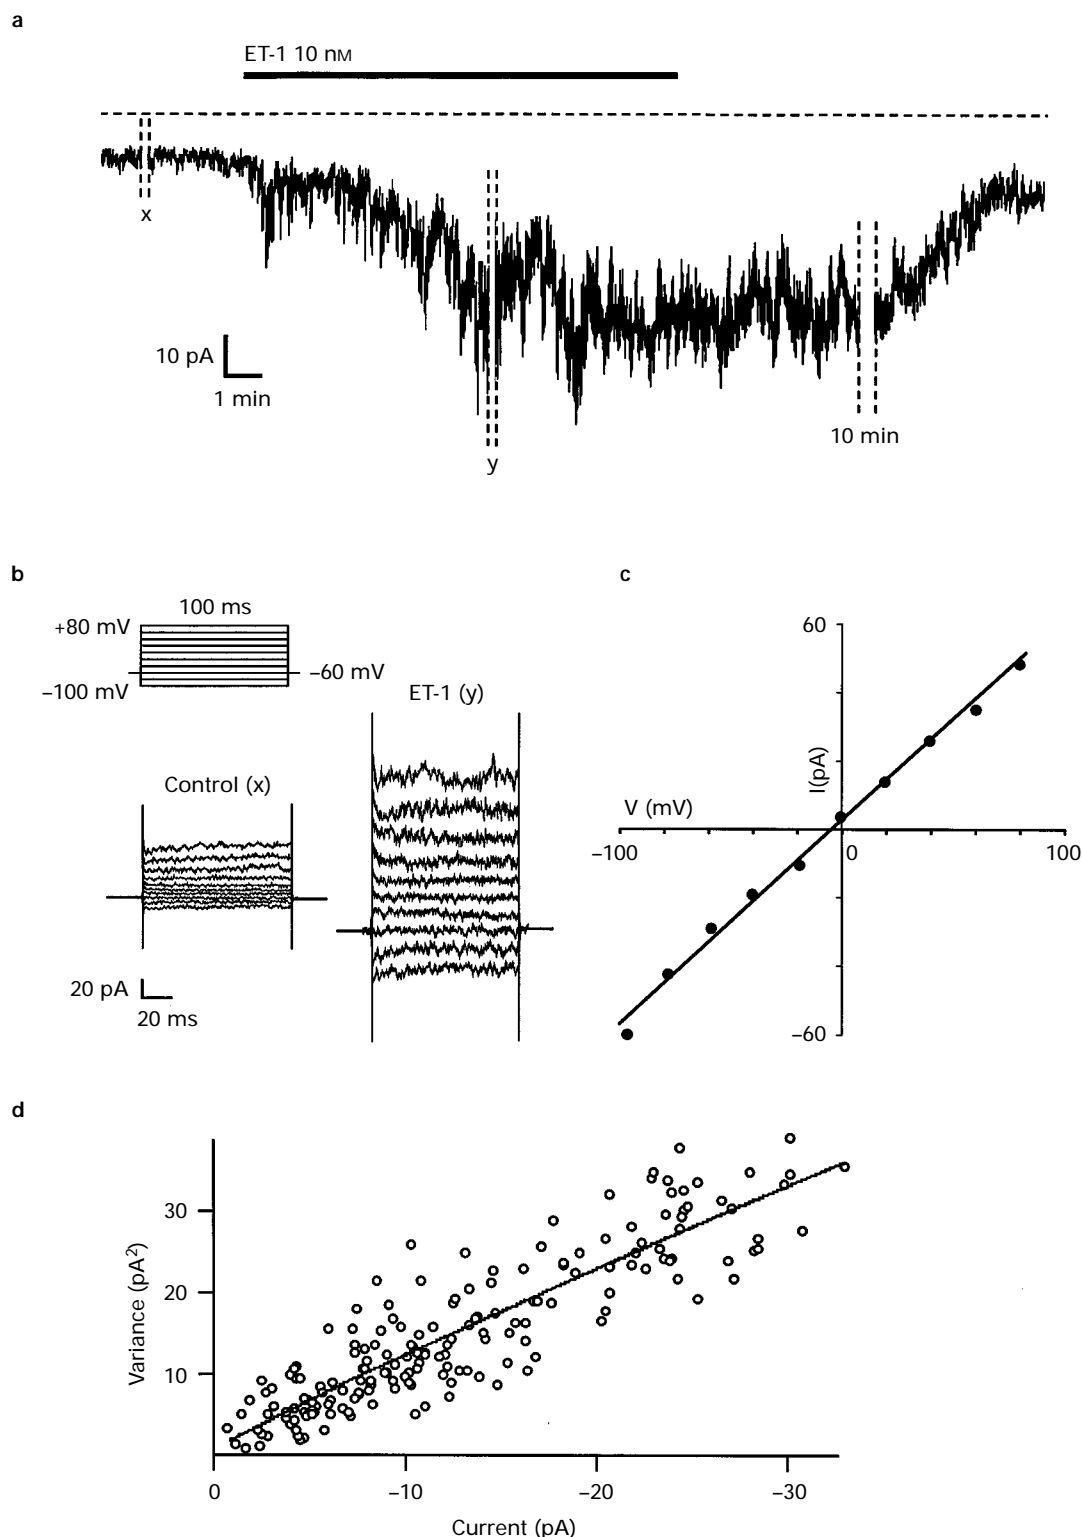 a
ET-1 10 nM
x
10 pA
1 min
y
10 min
b
100 ms
+80 mV
–60 mV
–100 mV
ET-1 (y)
Control (x)
20 pA
20 ms
c
60
I(pA)
V (mV)
–100
0
100
–60
d
Variance (pA²)
30
20
10
0
–10
–20
–30
Current (pA)